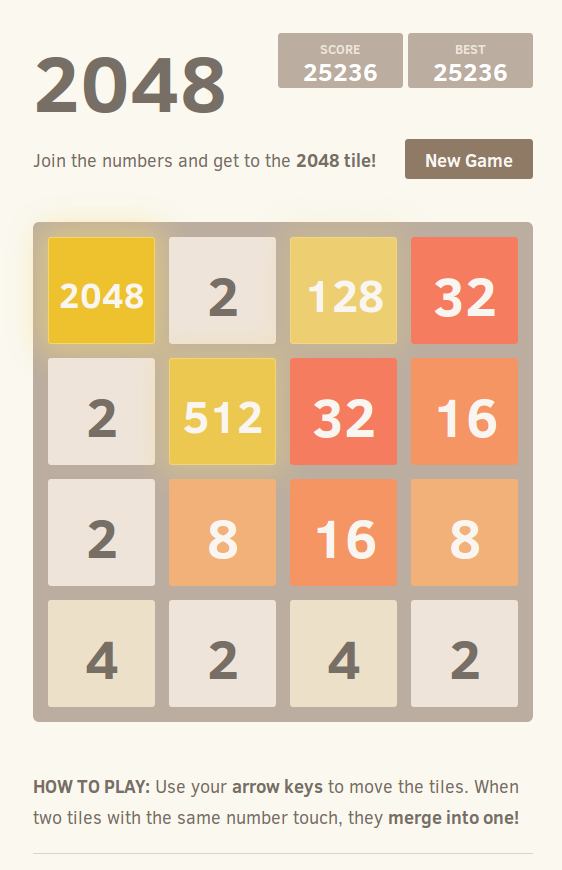 2048
SCORE
25236
BEST
25236
Join the numbers and get to the 2048 tile!
New Game
2048 2 128 32
2 512 32 16
2 8 16 8
4 2 4 2
HOW TO PLAY: Use your arrow keys to move the tiles. When
two tiles with the same number touch, they merge into one!